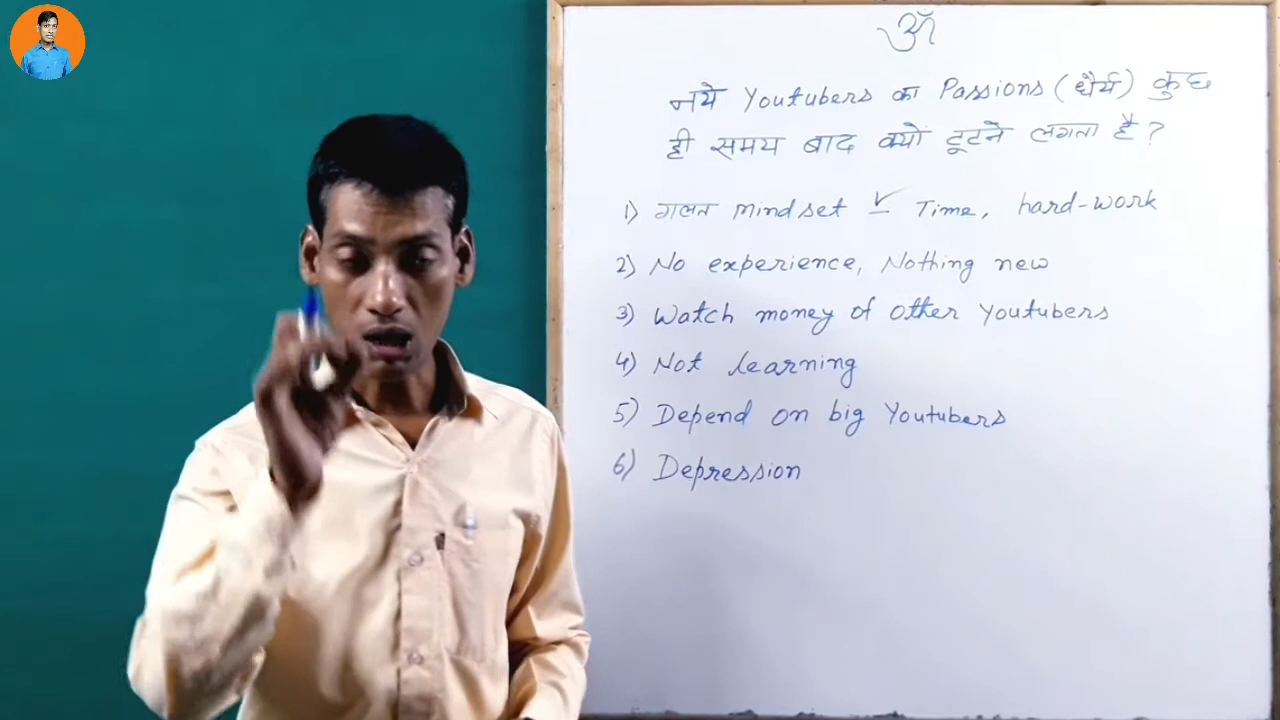 ॐ
नये Youtubers का Passions (धैर्य) कुछ
ही समय बाद क्यों टूटने लगता है ?
1) गलत mindset – Time, hard-work
2) No experience, Nothing new
3) Watch money of other Youtubers
4) Not learning
5) Depend on big Youtubers
6) Depression